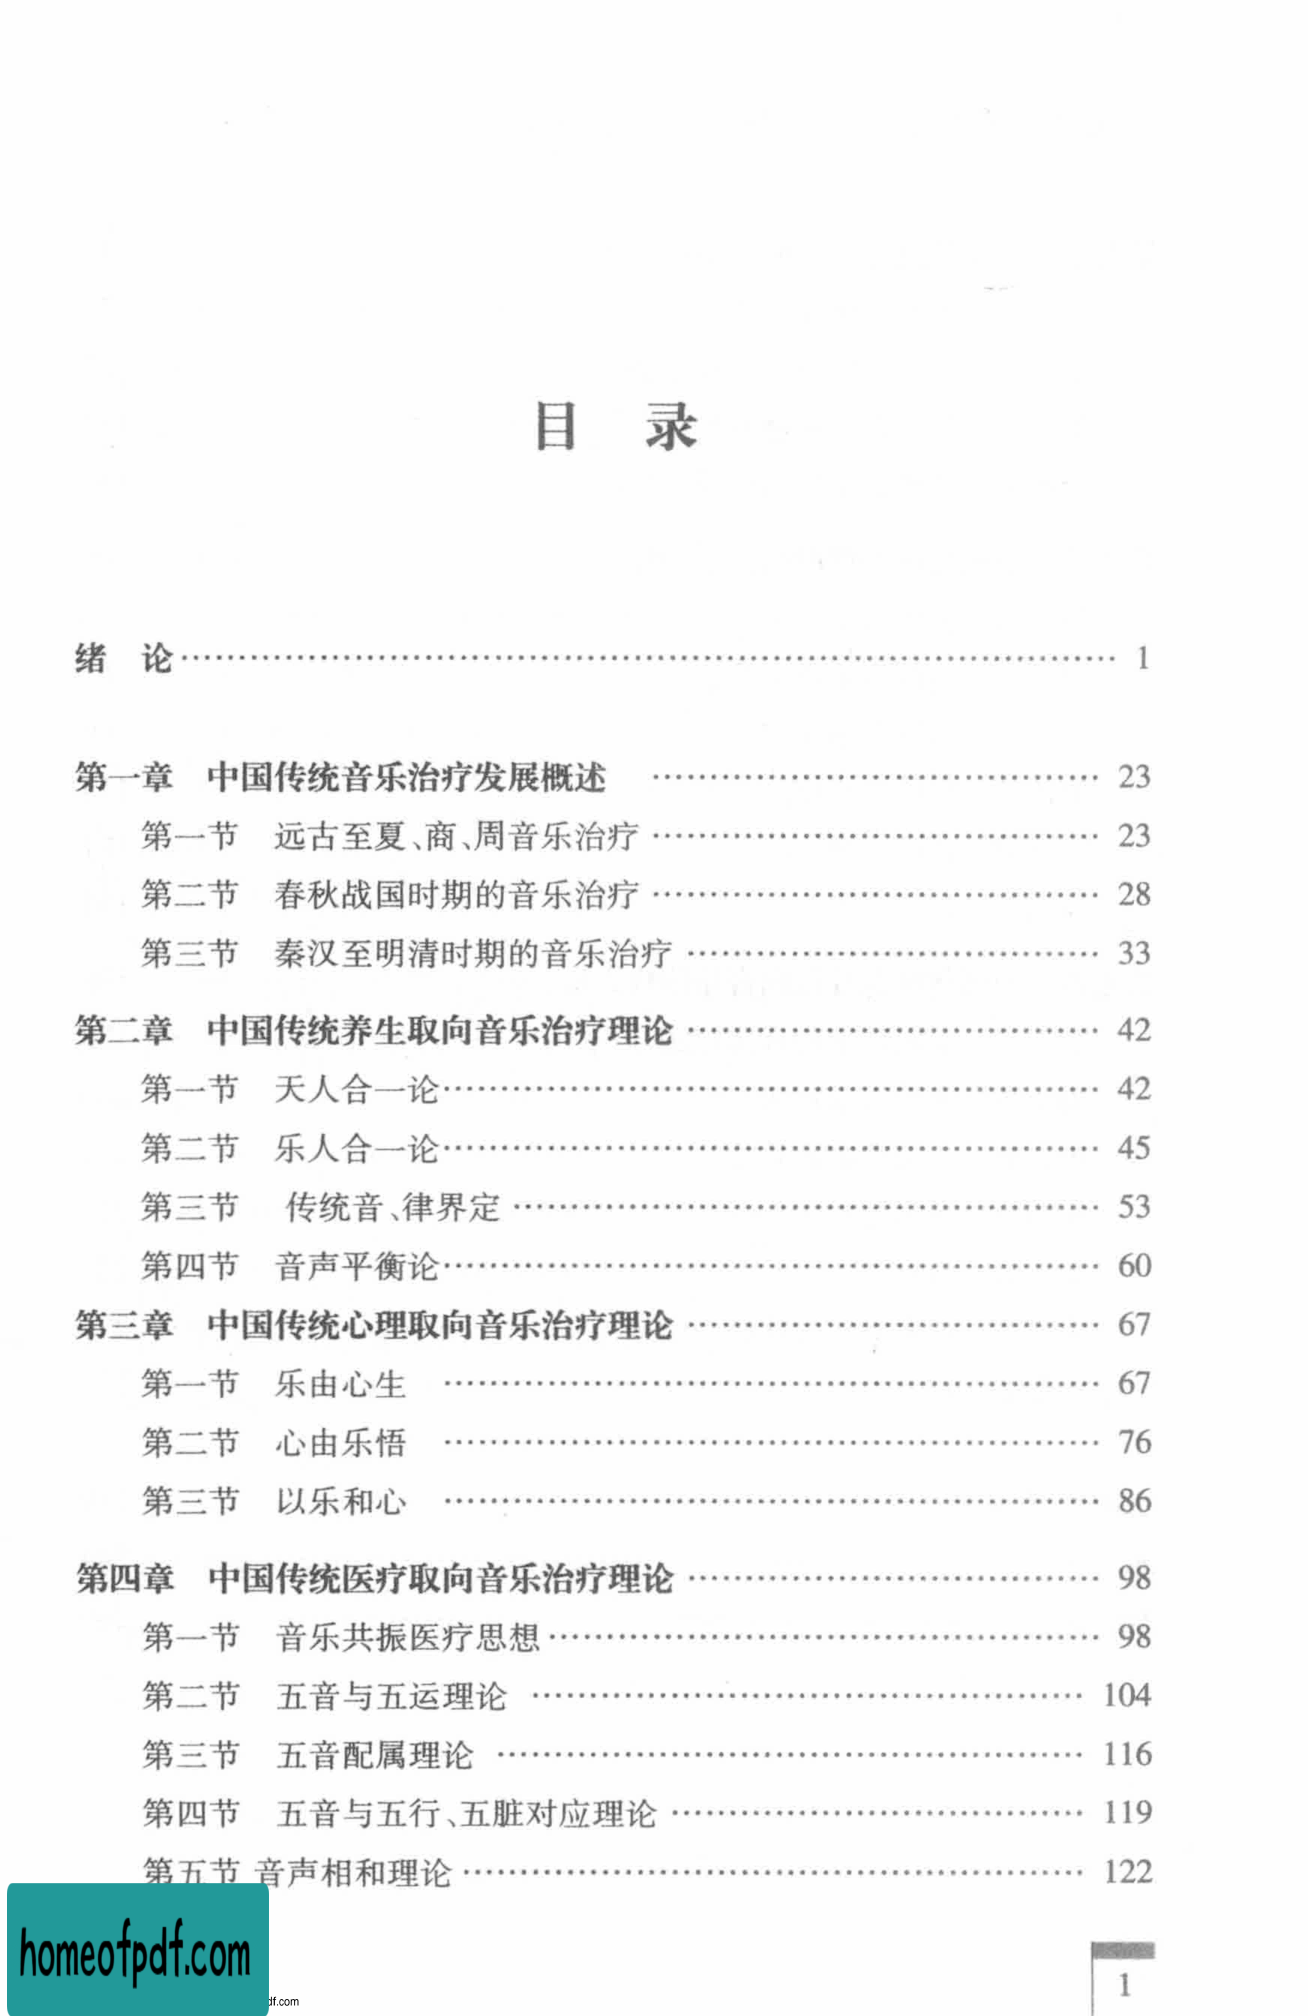 目 录
绪 论…………………………………………………………………… 1
第一章 中国传统音乐治疗发展概述 ………………………………… 23
第一节 远古至夏、商、周音乐治疗 ………………………………… 23
第二节 春秋战国时期的音乐治疗 ………………………………… 28
第三节 秦汉至明清时期的音乐治疗 ……………………………… 33
第二章 中国传统养生取向音乐治疗理论 ……………………………… 42
第一节 天人合一论………………………………………………… 42
第二节 乐人合一论………………………………………………… 45
第三节 传统音、律界定 …………………………………………… 53
第四节 音声平衡论………………………………………………… 60
第三章 中国传统心理取向音乐治疗理论 ……………………………… 67
第一节 乐由心生 ………………………………………………… 67
第二节 心由乐悟 ………………………………………………… 76
第三节 以乐和心 ………………………………………………… 86
第四章 中国传统医疗取向音乐治疗理论 ……………………………… 98
第一节 音乐共振医疗思想………………………………………… 98
第二节 五音与五运理论 ………………………………………… 104
第三节 五音配属理论 …………………………………………… 116
第四节 五音与五行、五脏对应理论 ……………………………… 119
第五节 音声相和理论 ……………………………………………… 122
homeofpdf.com
1
df.com